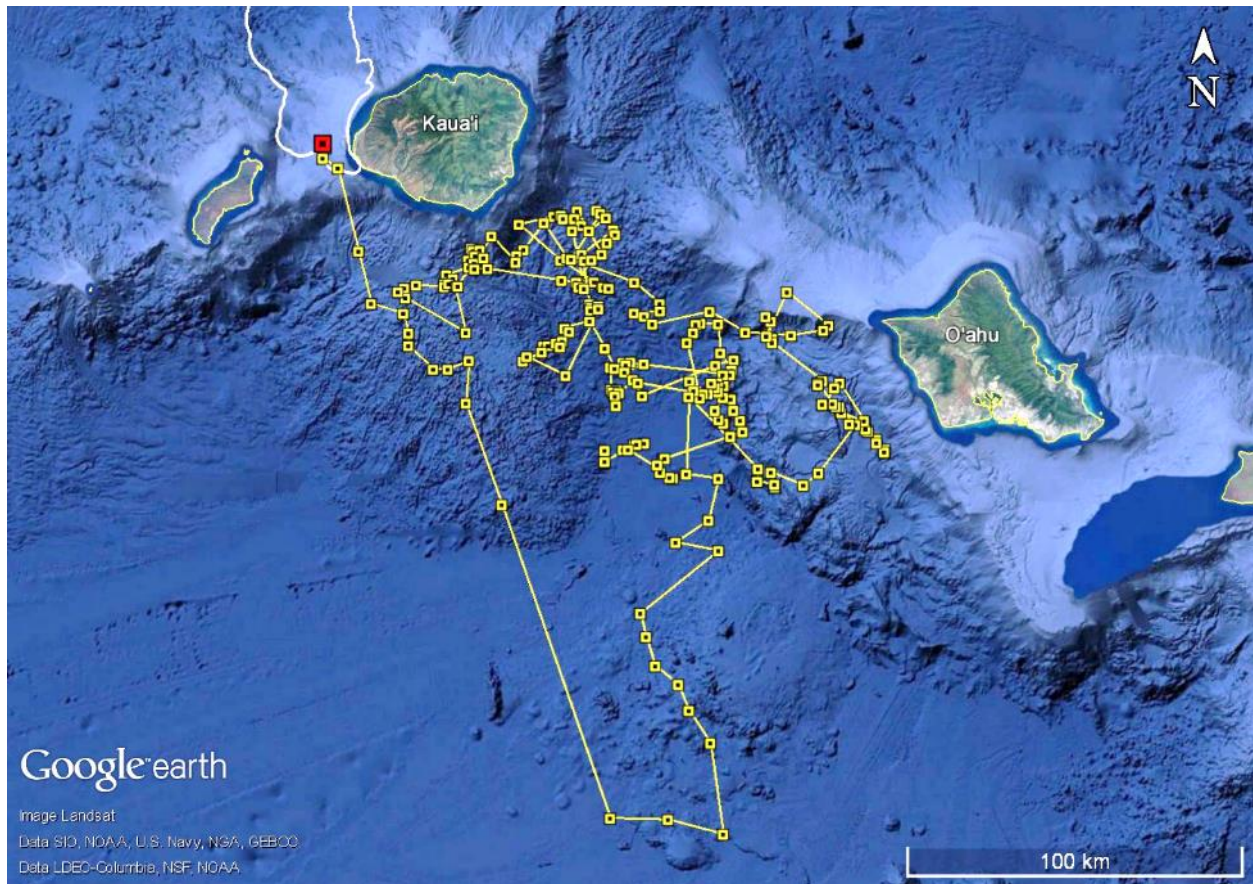 N
Kaua'i
O'ahu
Google earth
Image Landsat
Data SIO, NOAA, U.S. Navy, NGA, GEBCO
Data LDEO-Columbia, NSF, NOAA
100 km